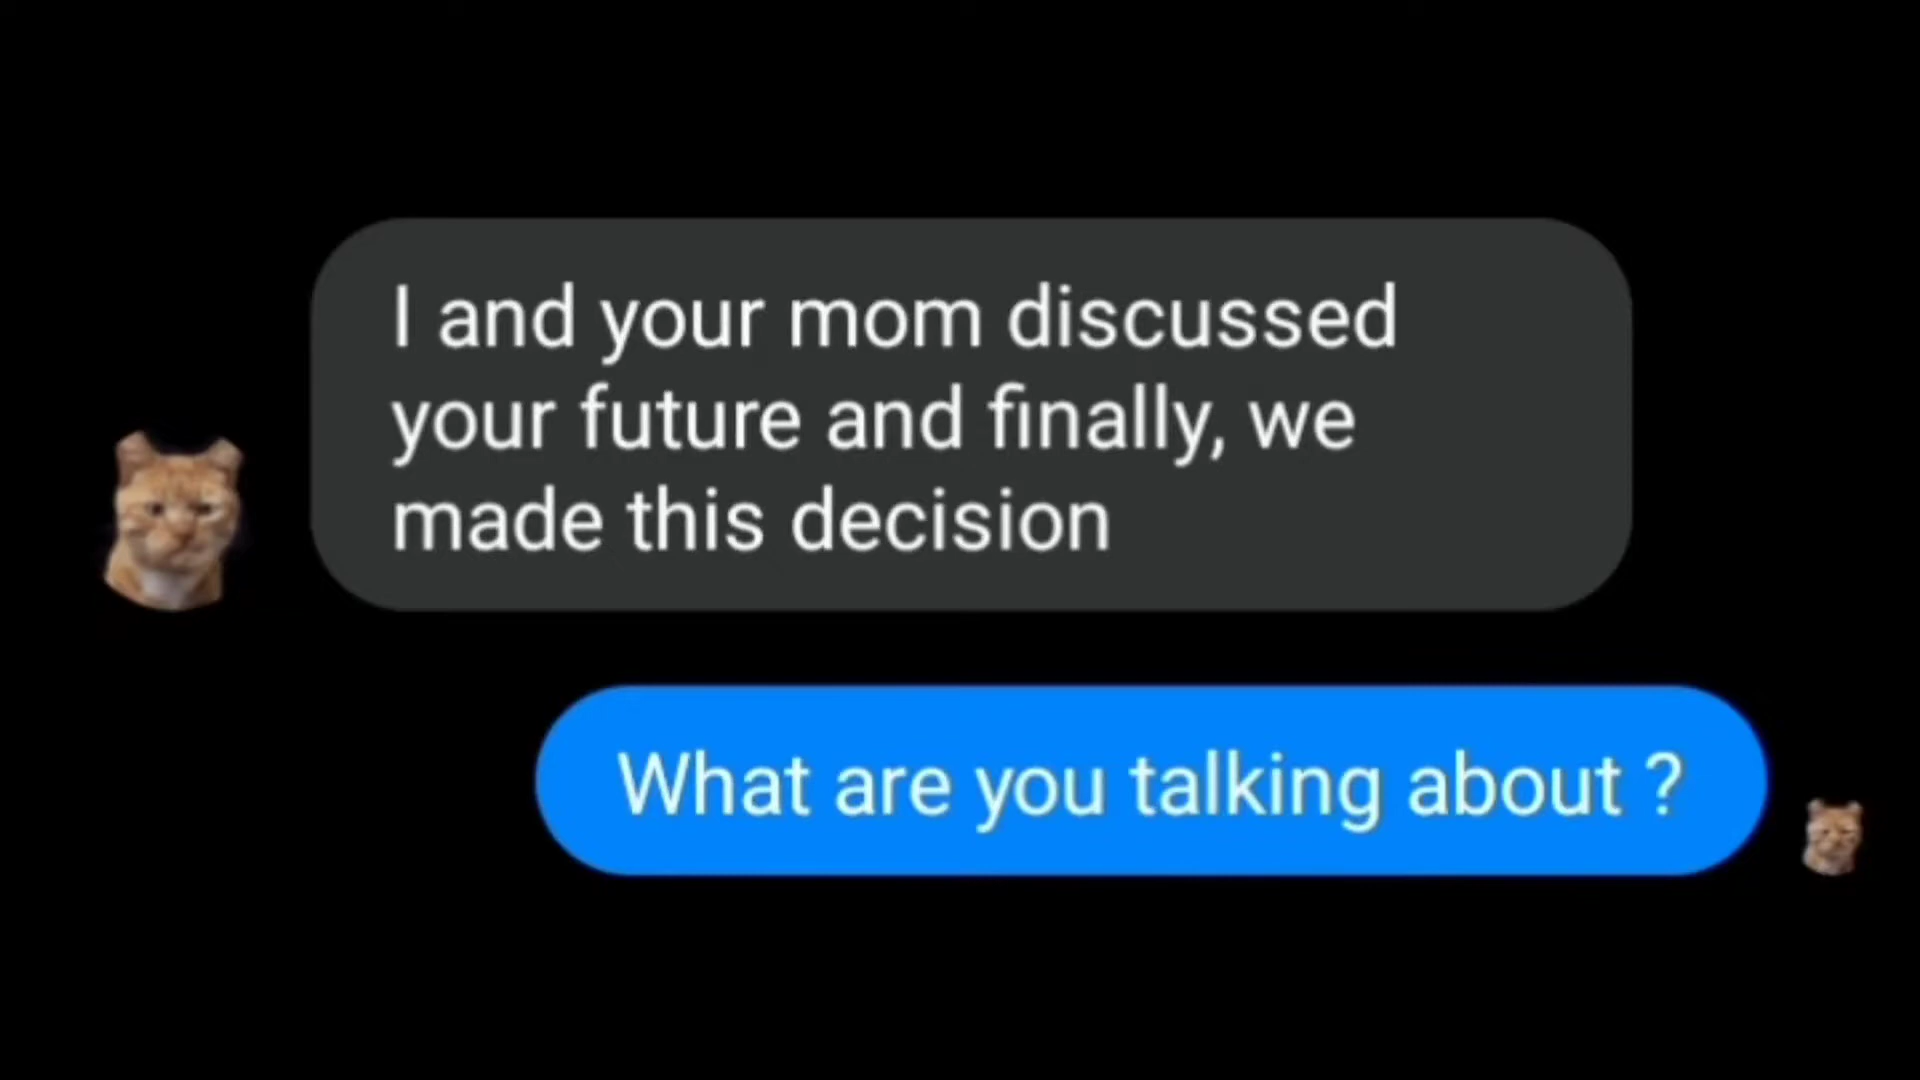 I and your mom discussed
your future and finally, we
made this decision
What are you talking about ?